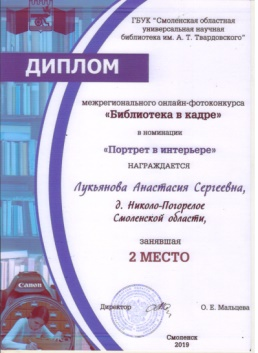 ГБУК "Смоленская областная
универсальная научная
библиотека им. А. Т. Твардовского"
ДИПЛОМ
межрегионального онлайн-фотоконкурса
«Библиотека в кадре»
в номинации
«Портрет в интерьере»
НАГРАЖДАЕТСЯ
Лукьянова Анастасия Сергеевна,
д. Николо-Погорелое
Смоленской области,
занявшая
2 МЕСТО
Canon
Директор
О. Е. Мальцева
Смоленск
2019